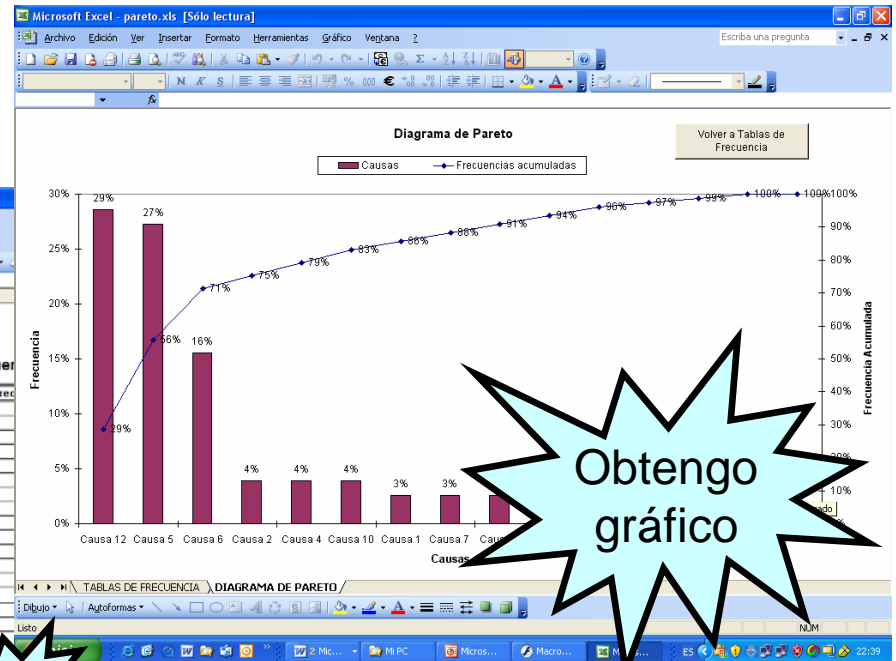 Microsoft Excel - pareto.xls [Sólo lectura]
Archivo Edición Ver Insertar Formato Herramientas Gráfico Ventana ?
Escriba una pregunta
N K S
% 000 €
fx
Diagrama de Pareto
Volver a Tablas de
Frecuencia
Causas Frecuencias acumuladas
30%
25%
20%
15%
10%
5%
0%
Frecuencia
29%
27%
16%
4%
4%
4%
3%
3%
29%
56%
71%
75%
79%
83%
86%
88%
91%
94%
96%
97%
99%
100%
100%
100%
90%
80%
70%
60%
50%
40%
30%
20%
10%
Frecuencia Acumulada
Causa 12 Causa 5 Causa 6 Causa 2 Causa 4 Causa 10 Causa 1 Causa 7
Causas
Obtengo
gráfico
TABLAS DE FRECUENCIA DIAGRAMA DE PARETO
Dibujo Autoformas
Listo
NUM
2 Mic... Mi PC Micros... Macro... ES 22:39